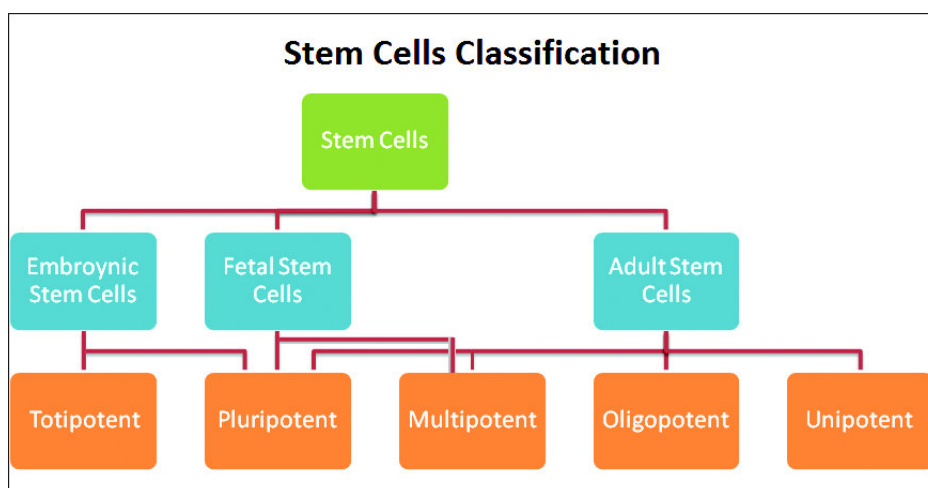 Stem Cells Classification
Stem Cells
Embroynic
Stem Cells
Fetal Stem
Cells
Adult Stem
Cells
Totipotent
Pluripotent
Multipotent
Oligopotent
Unipotent